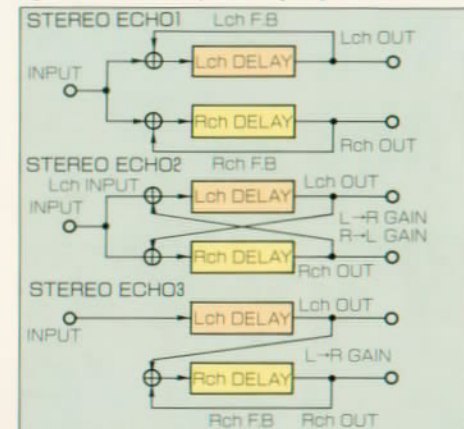 STEREO ECHO1
Lch F.B
Lch OUT
INPUT
Lch DELAY
Rch DELAY
Rch OUT
Rch F.B
STEREO ECHO2
Lch INPUT
Lch OUT
INPUT
Lch DELAY
L→R GAIN
R→L GAIN
Rch DELAY
Rch OUT
STEREO ECHO3
Lch OUT
INPUT
Lch DELAY
L→R GAIN
Rch DELAY
Rch F.B
Rch OUT